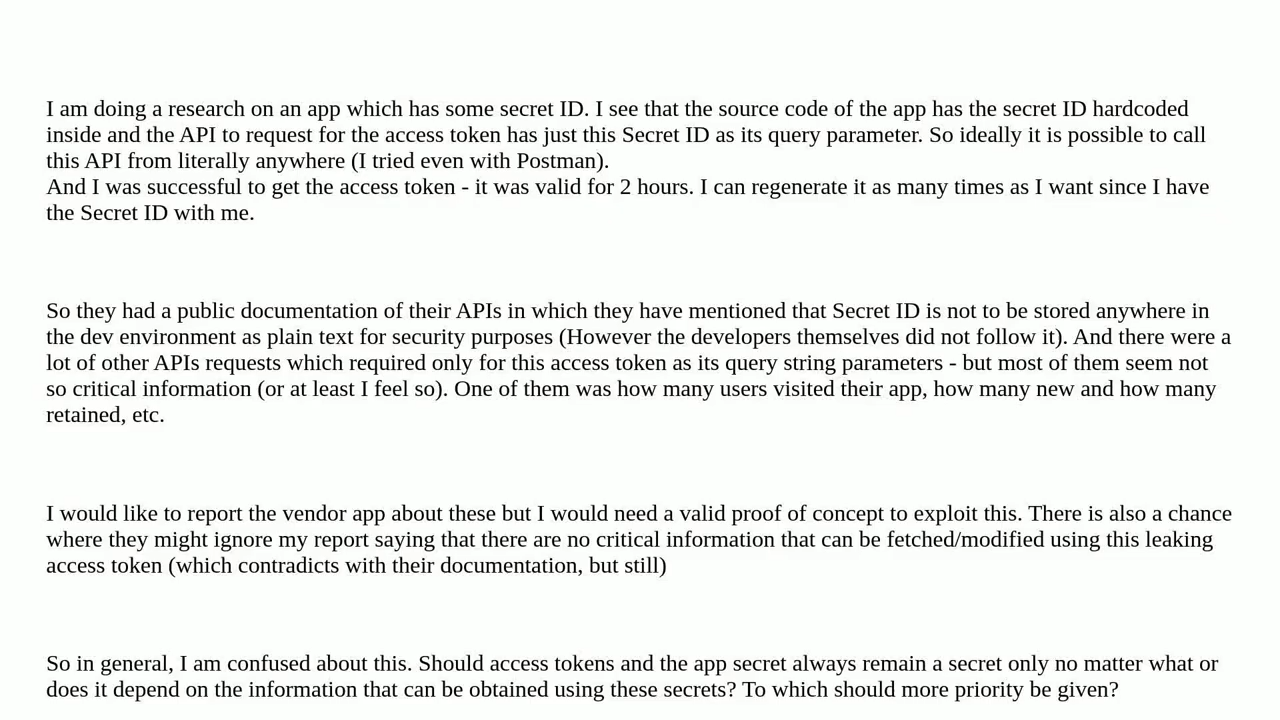 I am doing a research on an app which has some secret ID. I see that the source code of the app has the secret ID hardcoded
inside and the API to request for the access token has just this Secret ID as its query parameter. So ideally it is possible to call
this API from literally anywhere (I tried even with Postman).
And I was successful to get the access token - it was valid for 2 hours. I can regenerate it as many times as I want since I have
the Secret ID with me.
So they had a public documentation of their APIs in which they have mentioned that Secret ID is not to be stored anywhere in
the dev environment as plain text for security purposes (However the developers themselves did not follow it). And there were a
lot of other APIs requests which required only for this access token as its query string parameters - but most of them seem not
so critical information (or at least I feel so). One of them was how many users visited their app, how many new and how many
retained, etc.
I would like to report the vendor app about these but I would need a valid proof of concept to exploit this. There is also a chance
where they might ignore my report saying that there are no critical information that can be fetched/modified using this leaking
access token (which contradicts with their documentation, but still)
So in general, I am confused about this. Should access tokens and the app secret always remain a secret only no matter what or
does it depend on the information that can be obtained using these secrets? To which should more priority be given?